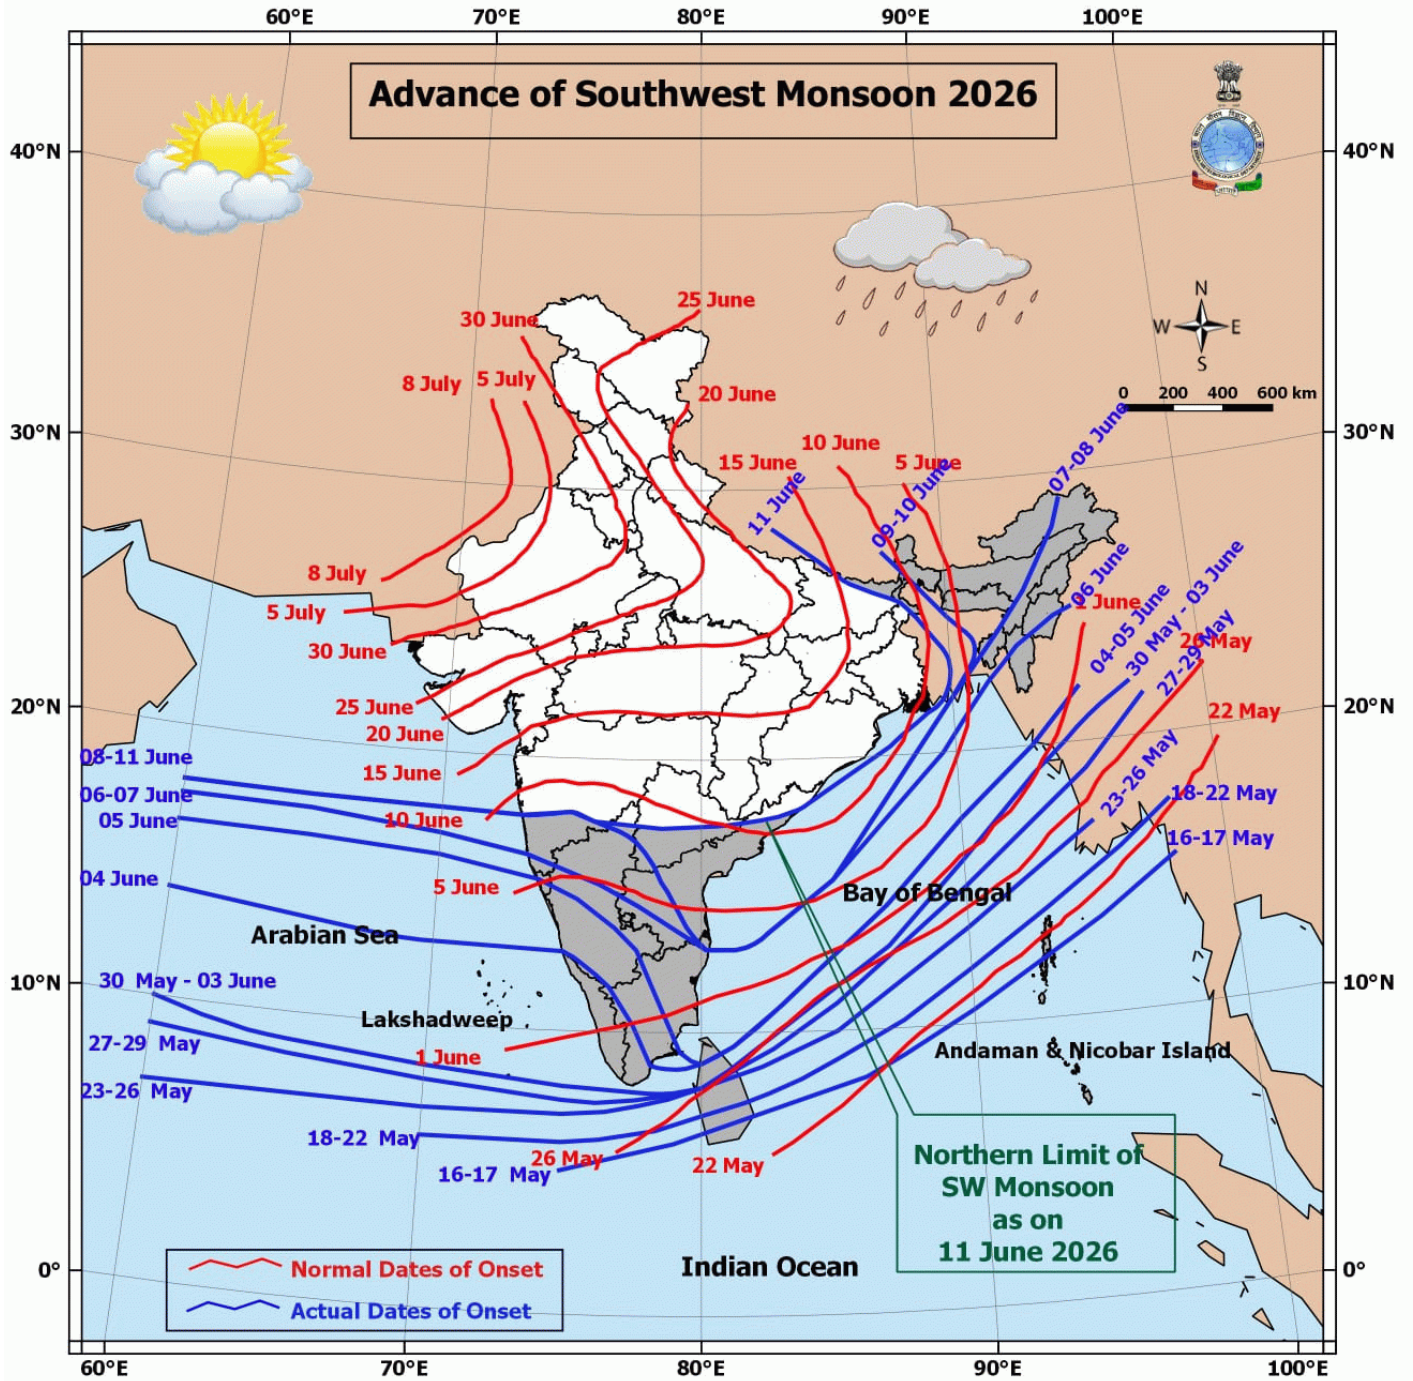 60°E 70°E 80°E 90°E 100°E
Advance of Southwest Monsoon 2026
40°N 40°N
N
W E
S
25 June
30 June
8 July 5 July
20 June
0 200 400 600 km
30°N 30°N
10 June
15 June
5 June
07-08 June
11 June
09-10 June
8 July
5 July
06 June
1 June
30 June
04-05 June
30 May - 03 June
27-29 May
26 May
20°N 20°N
25 June
22 May
20 June
08-11 June
15 June
23-26 May
06-07 June
18-22 May
05 June
10 June
16-17 May
04 June
5 June
Bay of Bengal
Arabian Sea
10°N 10°N
30 May - 03 June
Lakshadweep
27-29 May
1 June
Andaman & Nicobar Island
23-26 May
18-22 May
26 May
22 May
16-17 May
Northern Limit of
SW Monsoon
as on
11 June 2026
Indian Ocean
0° 0°
Normal Dates of Onset
Actual Dates of Onset
60°E 70°E 80°E 90°E 100°E